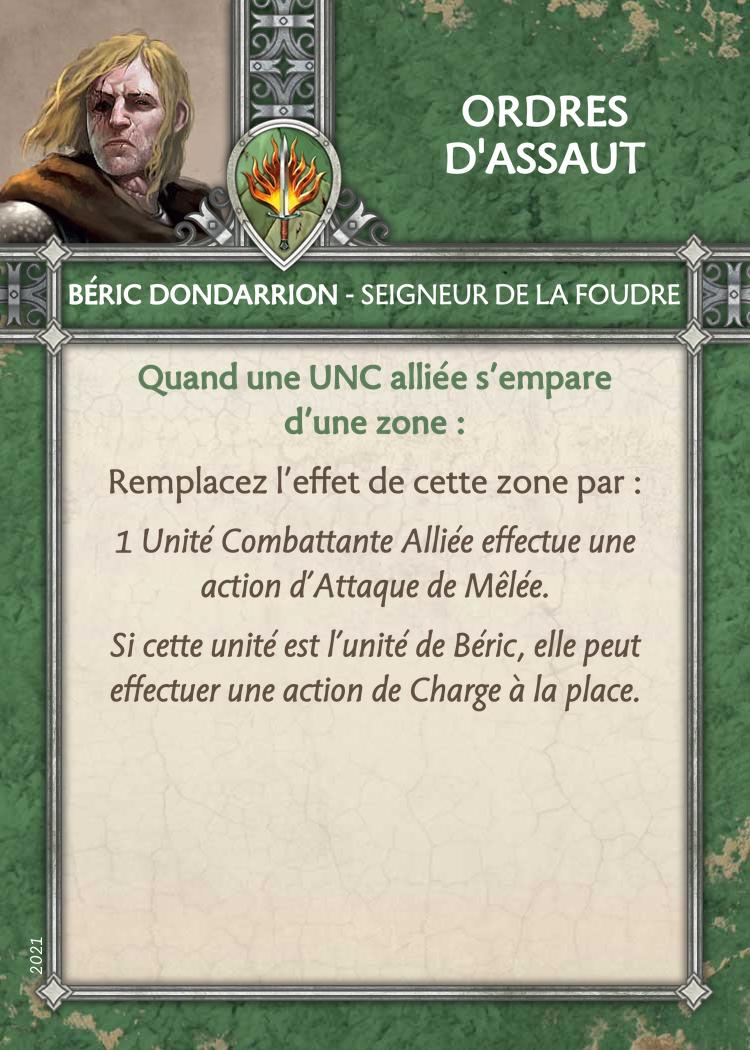 ORDRES
D'ASSAUT
BÉRIC DONDARRION - SEIGNEUR DE LA FOUDRE
Quand une UNC alliée s’empare
d’une zone :
Remplacez l’effet de cette zone par :
1 Unité Combattante Alliée effectue une
action d’Attaque de Mêlée.
Si cette unité est l’unité de Béric, elle peut
effectuer une action de Charge à la place.
2021